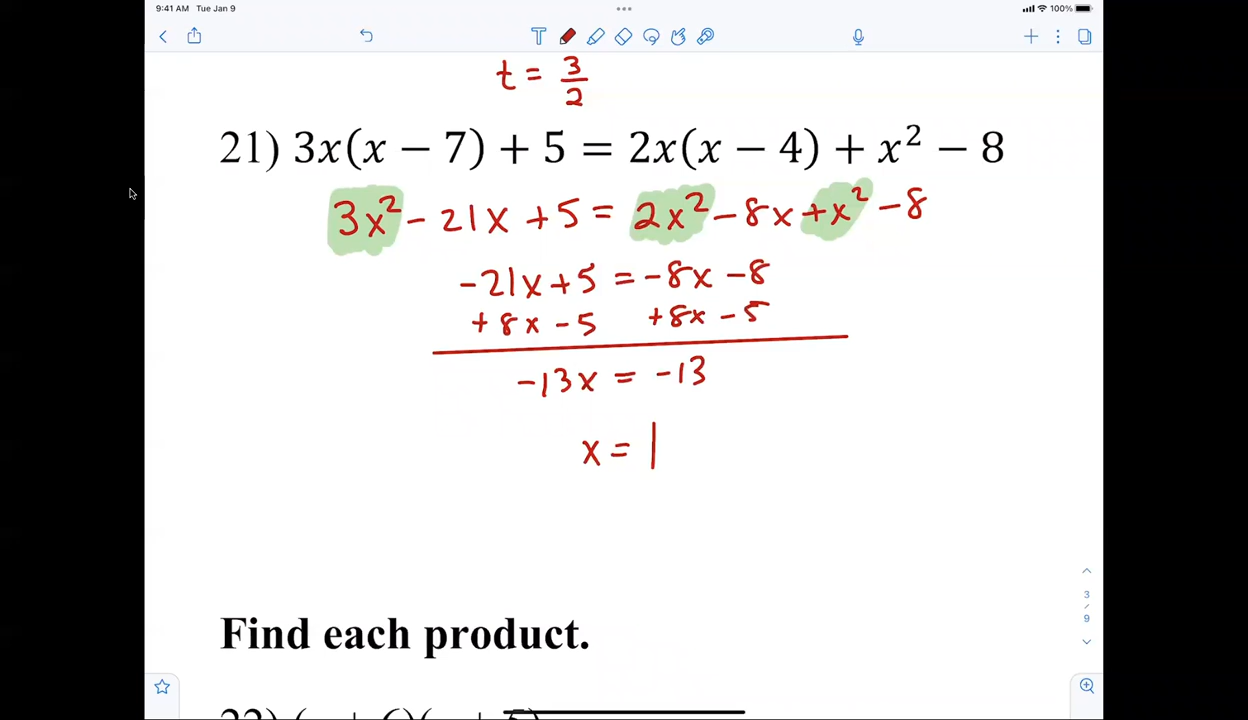 9:41 AM Tue Jan 9
100%
t = 3/2
21) 3x(x − 7) + 5 = 2x(x − 4) + x² − 8
3x² - 21x + 5 = 2x² - 8x + x² - 8
-21x + 5 = -8x - 8
+8x - 5 +8x - 5
-13x = -13
x = 1
3 / 9
Find each product.